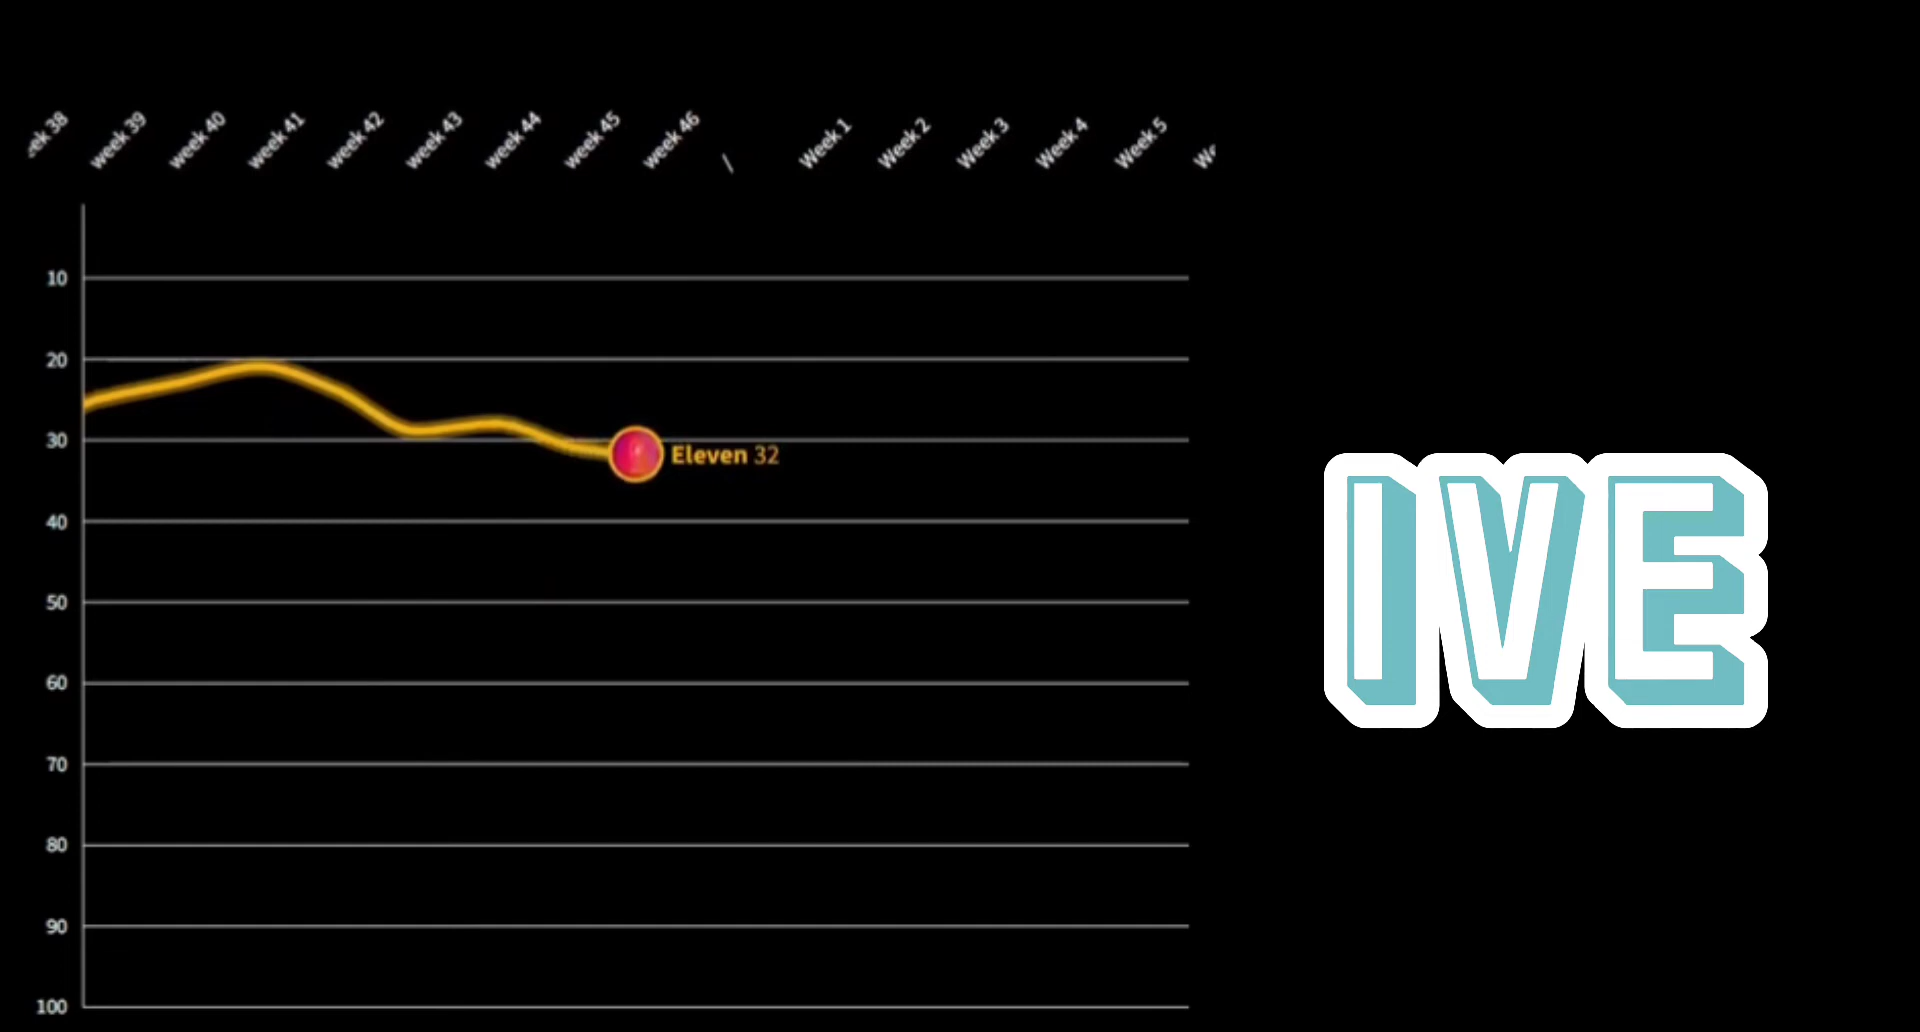 week 38
week 39
week 40
week 41
week 42
week 43
week 44
week 45
week 46
/
Week 1
Week 2
Week 3
Week 4
Week 5
10
20
30
Eleven 32
40
50
60
70
80
90
100
IVE